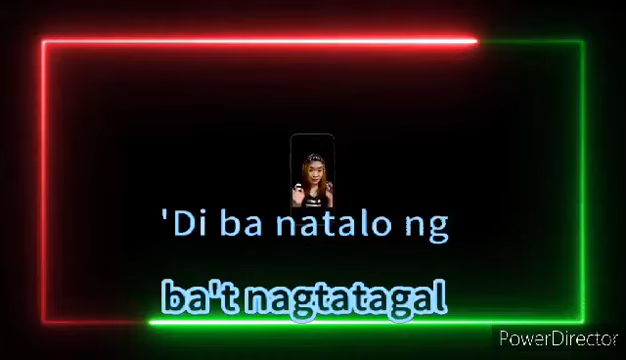 'Di ba natalo ng
ba't nagtatagal
PowerDirector